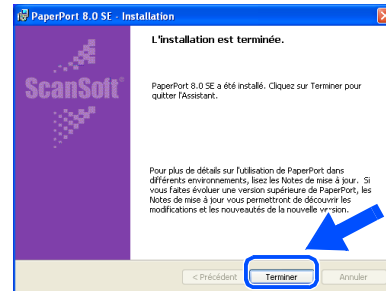 PaperPort 8.0 SE - Installation
L'installation est terminée.
ScanSoft
PaperPort 8.0 SE a été installé. Cliquez sur Terminer pour
quitter l'Assistant.
Pour plus de détails sur l'utilisation de PaperPort dans
différents environnements, lisez les Notes de mise à jour. Si
vous faites évoluer une version supérieure de PaperPort, les
Notes de mise à jour vous permettront de découvrir les
modifications et les nouveautés de la nouvelle version.
< Précédent Terminer Annuler